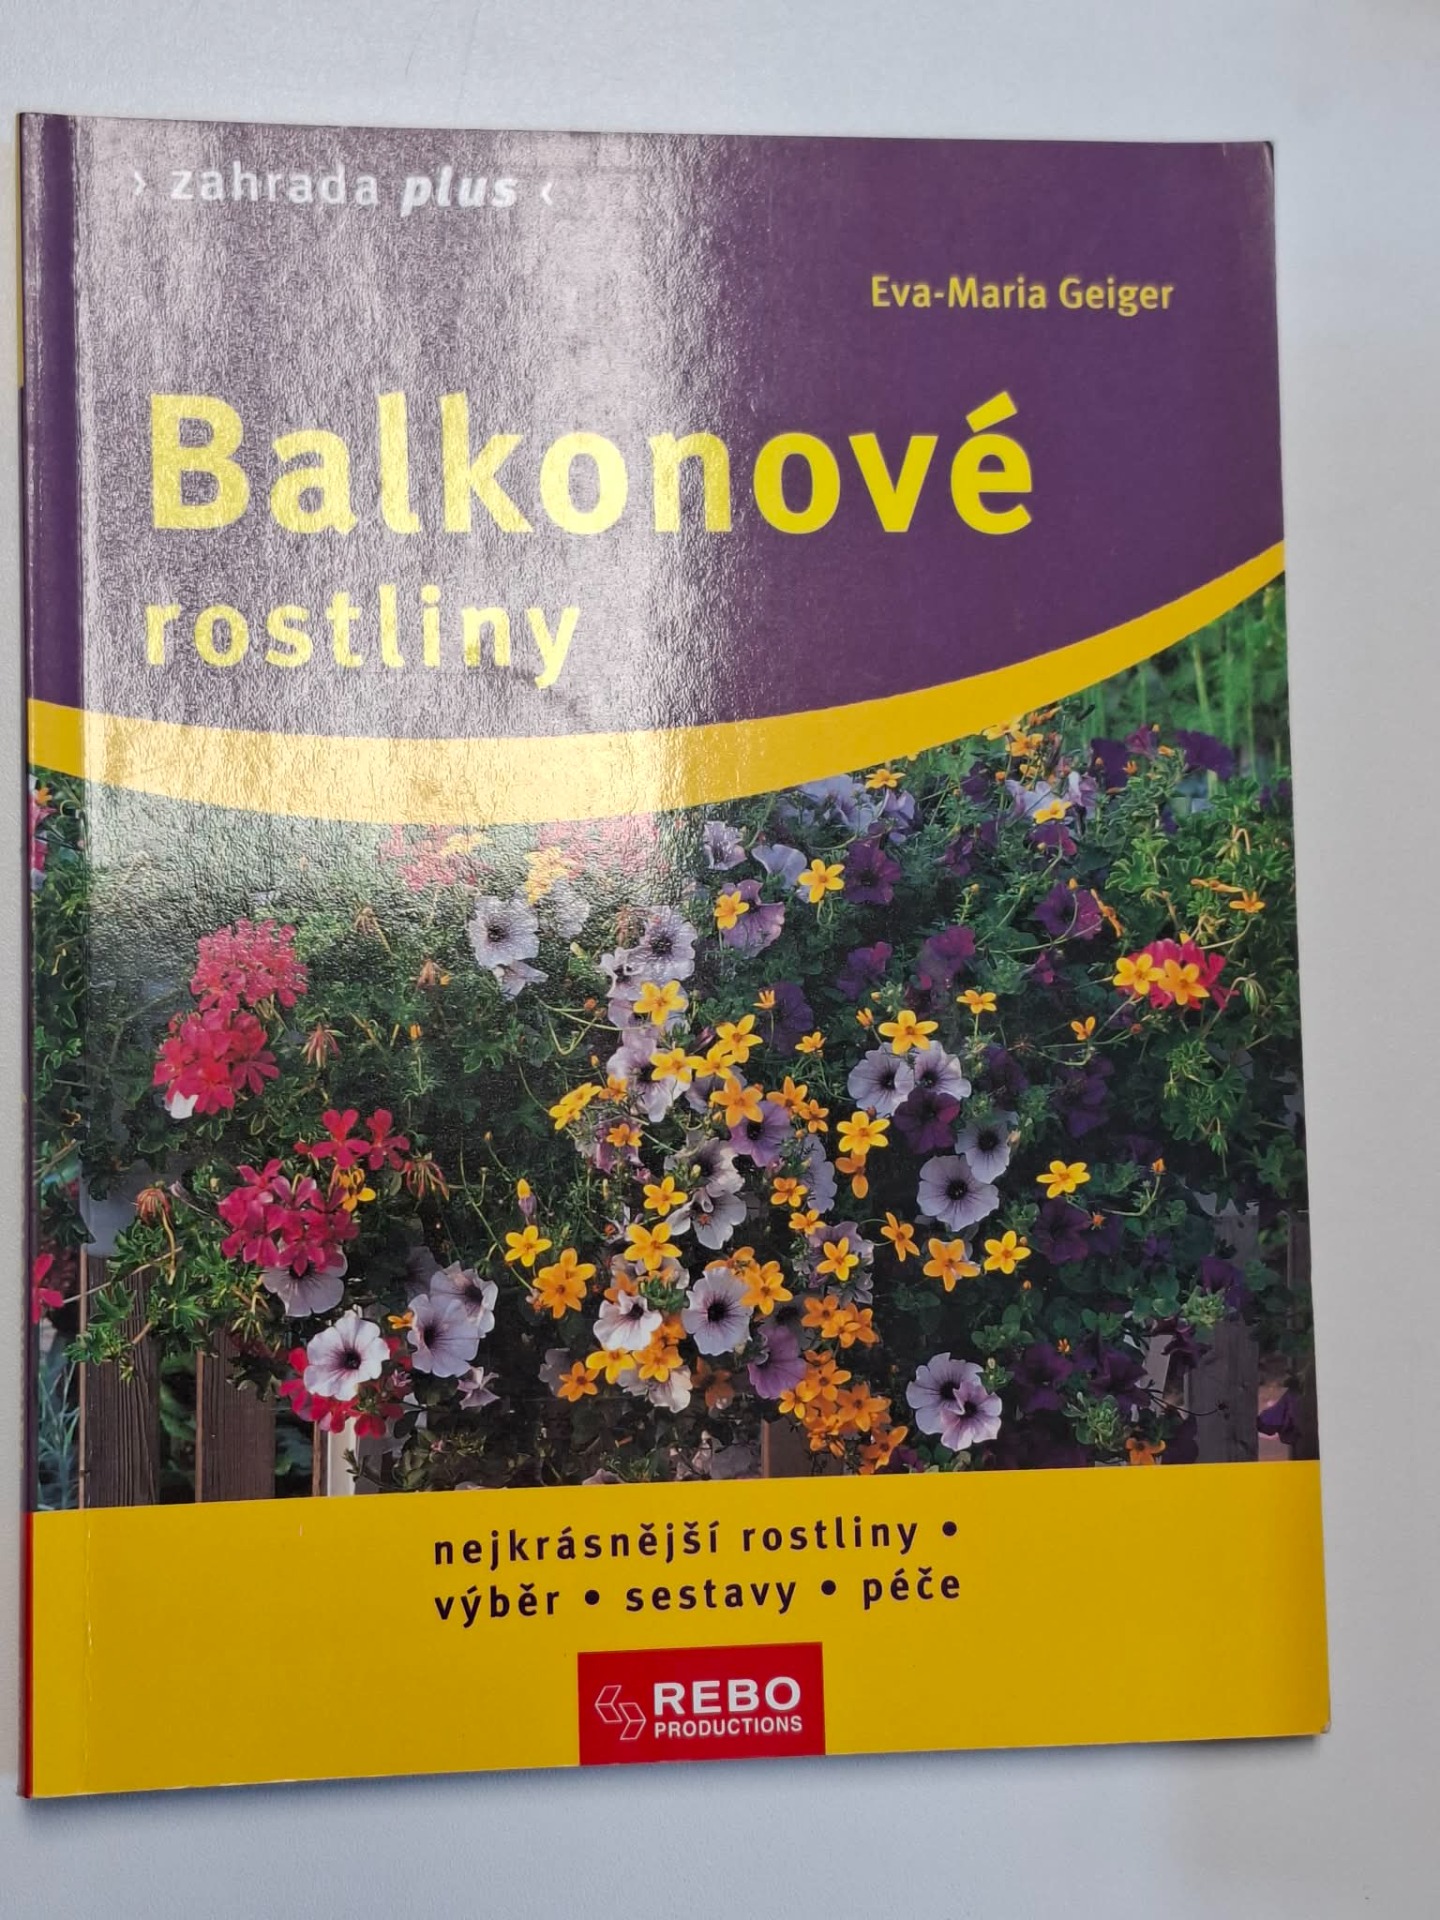 › zahrada plus ‹
Eva-Maria Geiger
Balkonové
rostliny
nejkrásnější rostliny •
výběr • sestavy • péče
REBO
PRODUCTIONS